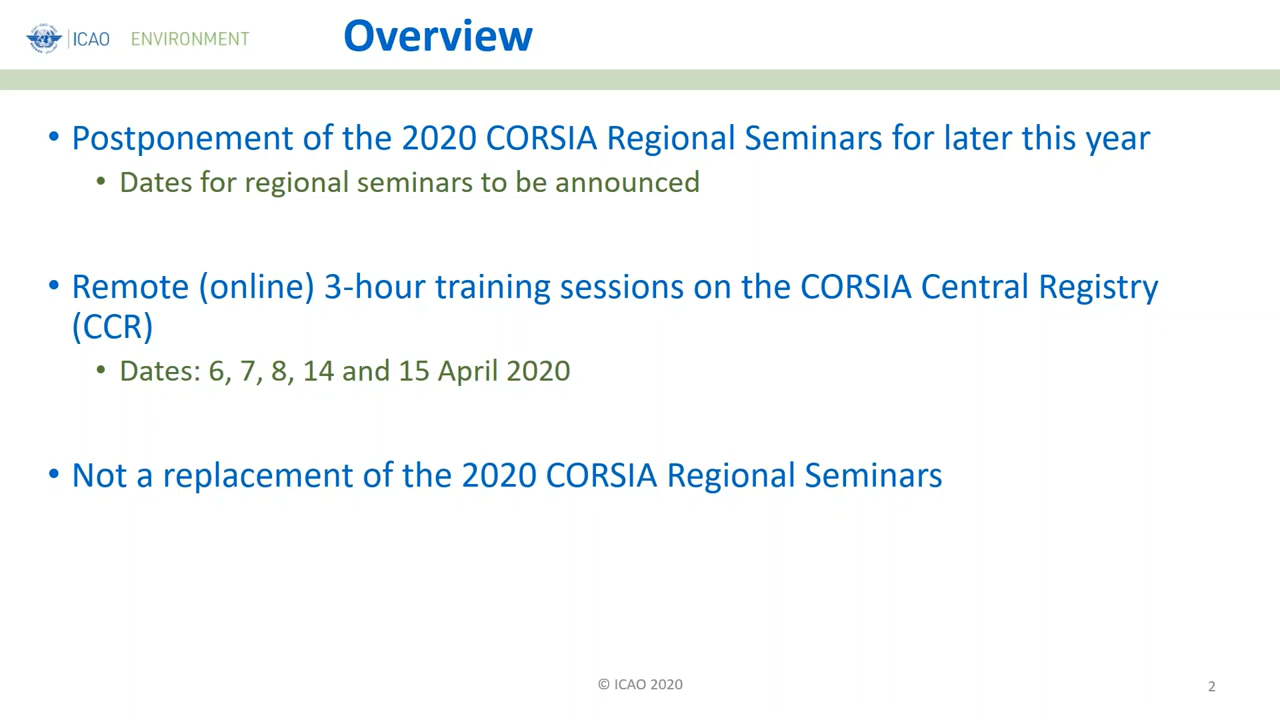 ICAO ENVIRONMENT
Overview
• Postponement of the 2020 CORSIA Regional Seminars for later this year
• Dates for regional seminars to be announced
• Remote (online) 3-hour training sessions on the CORSIA Central Registry
(CCR)
• Dates: 6, 7, 8, 14 and 15 April 2020
• Not a replacement of the 2020 CORSIA Regional Seminars
© ICAO 2020
2